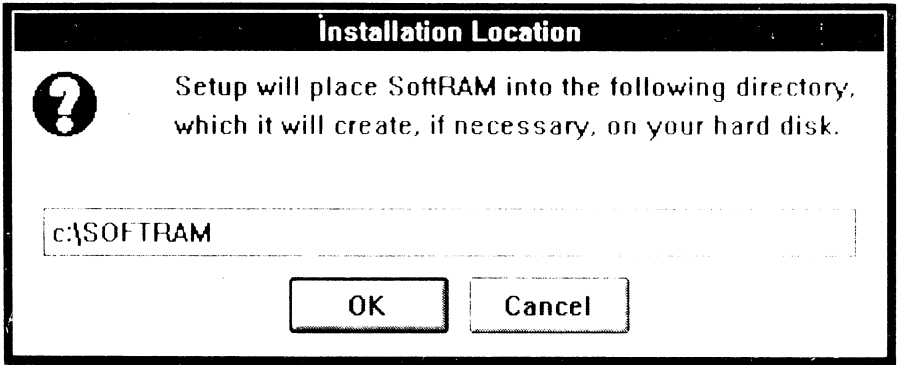 Installation Location
Setup will place SoftRAM into the following directory,
which it will create, if necessary, on your hard disk.
c:\SOFTRAM
OK
Cancel